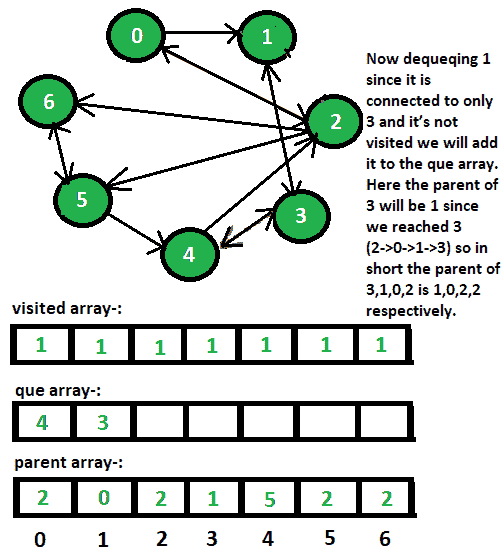 0
1
2
6
5
3
4
Now dequeqing 1
since it is
connected to only
3 and it's not
visited we will add
it to the que array.
Here the parent of
3 will be 1 since
we reached 3
(2->0->1->3) so in
short the parent of
3,1,0,2 is 1,0,2,2
respectively.
visited array-:
1 1 1 1 1 1 1
que array-:
4 3
parent array-:
2 0 2 1 5 2 2
0 1 2 3 4 5 6